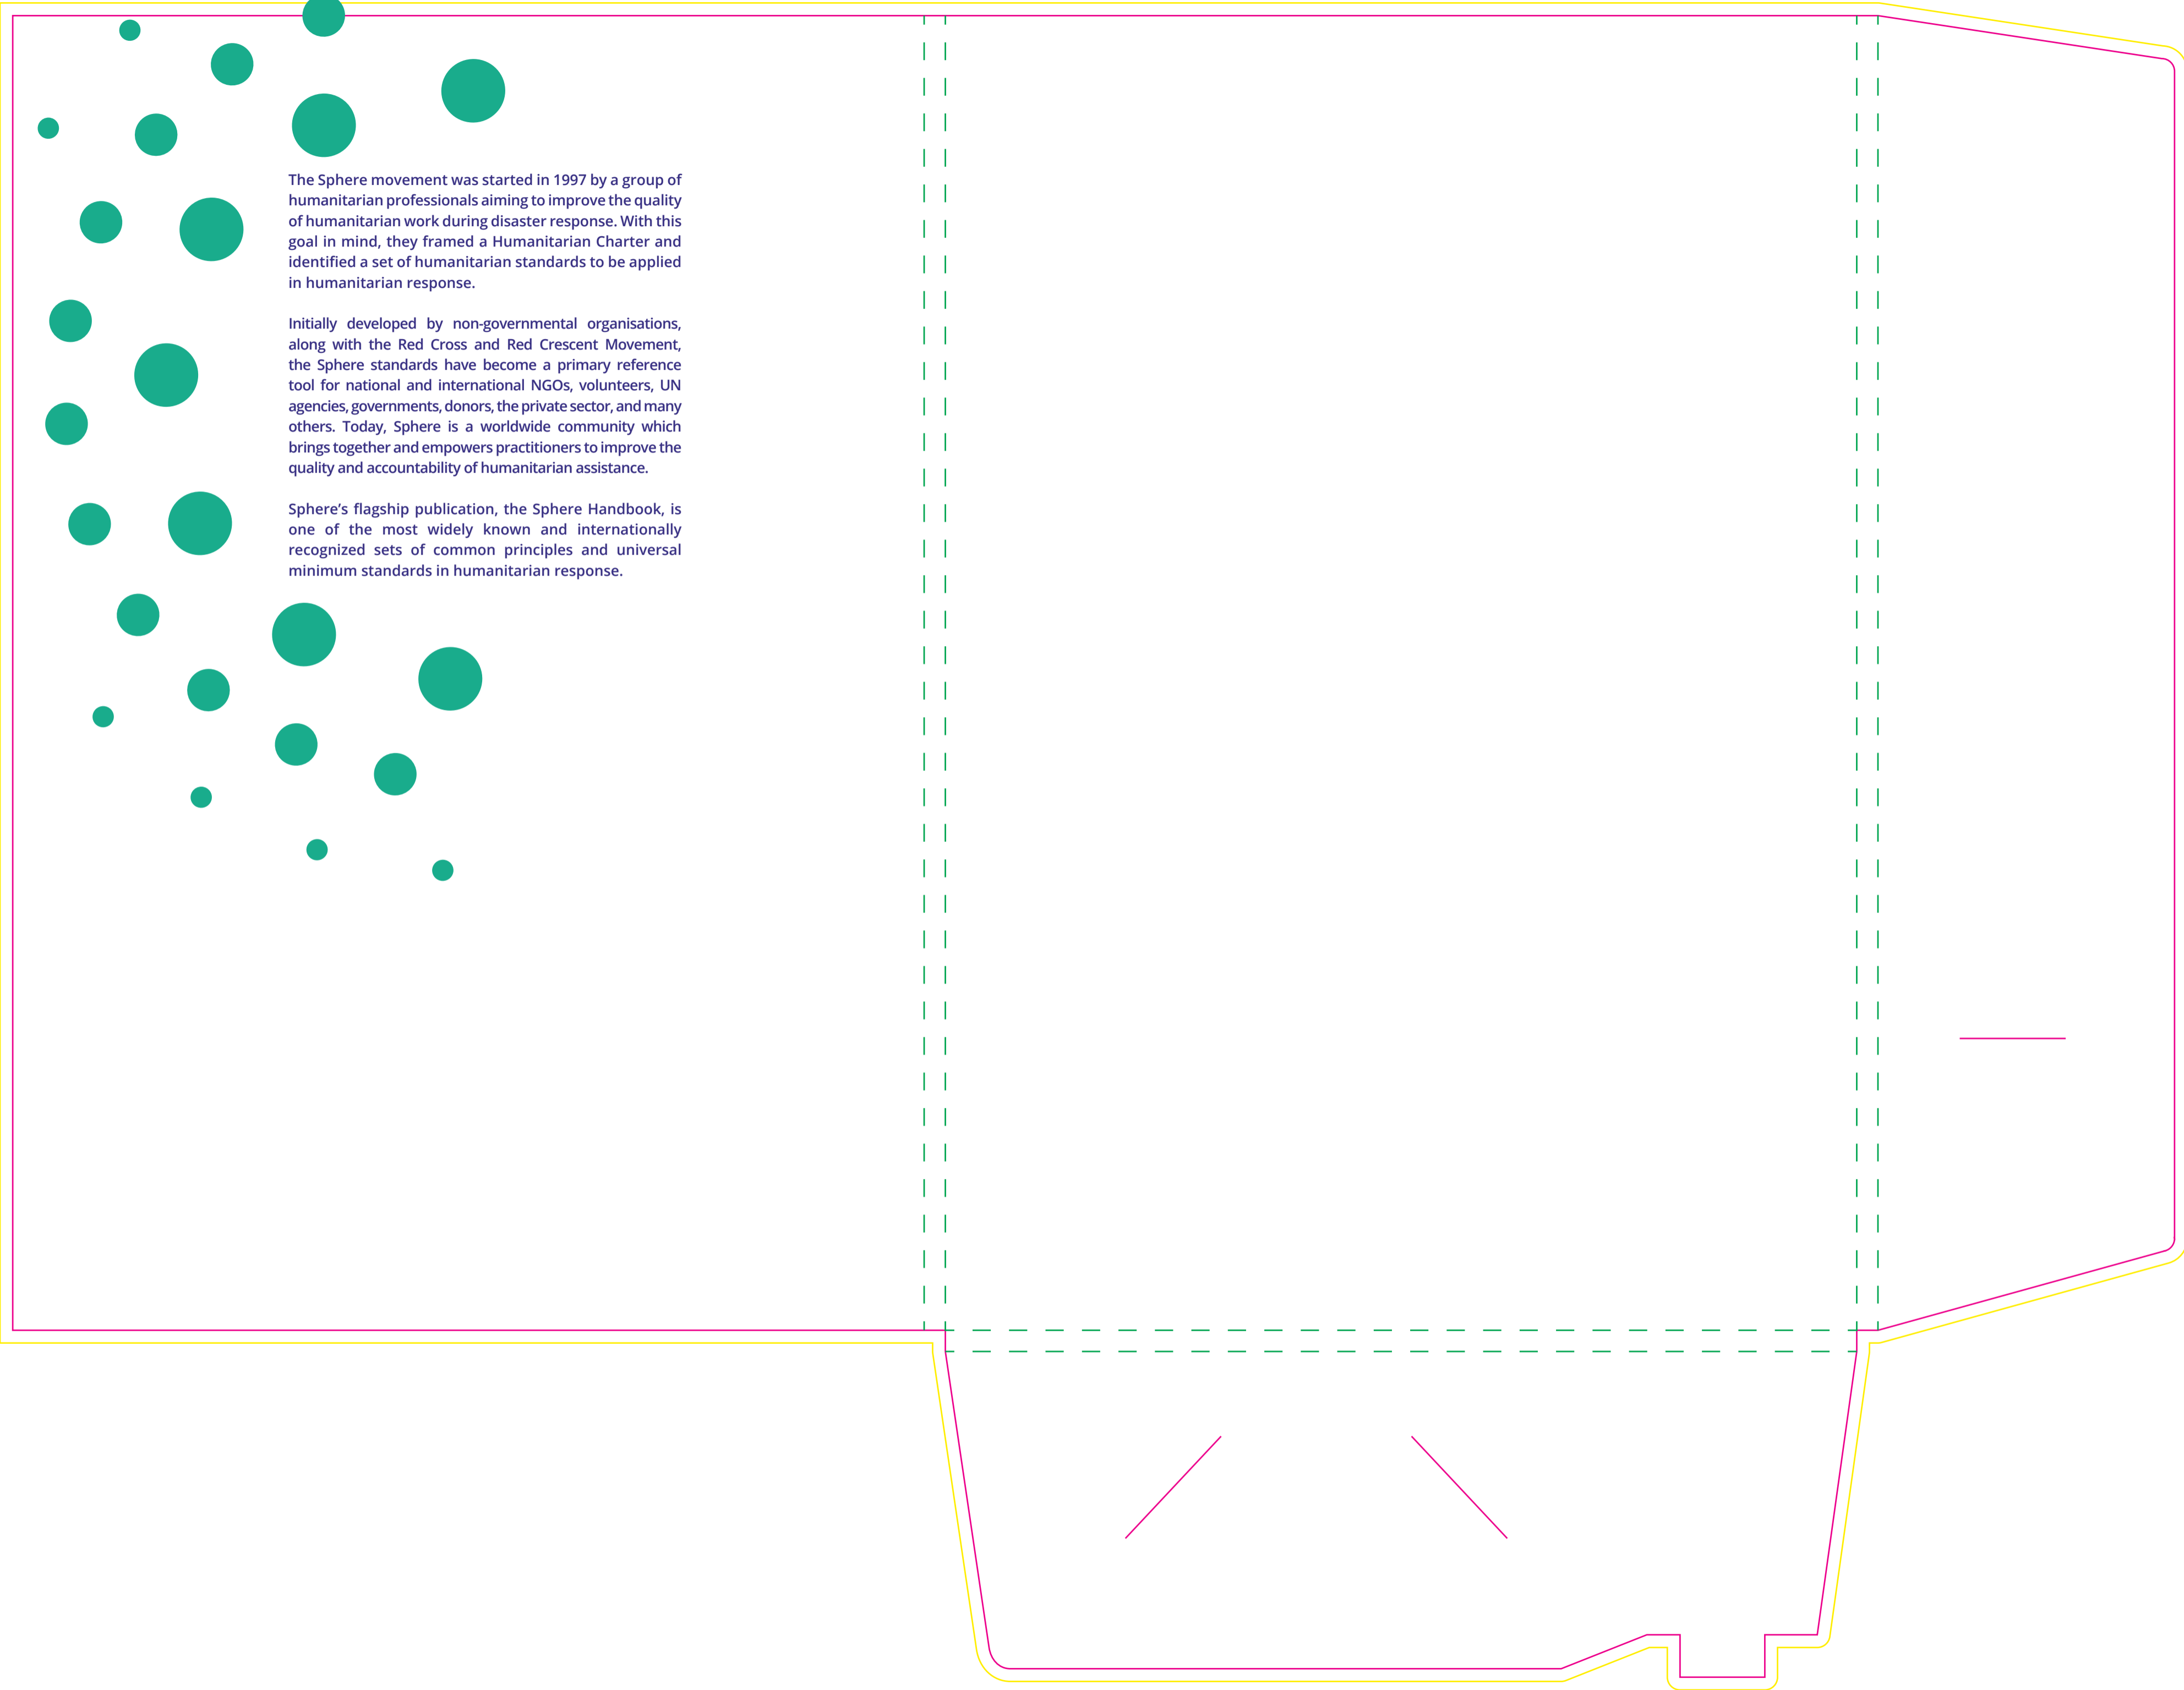 The Sphere movement was started in 1997 by a group of
humanitarian professionals aiming to improve the quality
of humanitarian work during disaster response. With this
goal in mind, they framed a Humanitarian Charter and
identified a set of humanitarian standards to be applied
in humanitarian response.
Initially developed by non-governmental organisations,
along with the Red Cross and Red Crescent Movement,
the Sphere standards have become a primary reference
tool for national and international NGOs, volunteers, UN
agencies, governments, donors, the private sector, and many
others. Today, Sphere is a worldwide community which
brings together and empowers practitioners to improve the
quality and accountability of humanitarian assistance.
Sphere’s flagship publication, the Sphere Handbook, is
one of the most widely known and internationally
recognized sets of common principles and universal
minimum standards in humanitarian response.